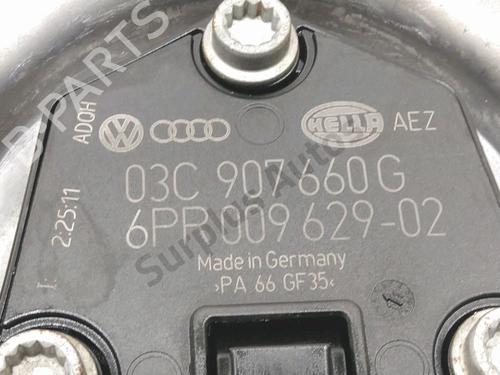 ADQH
HELLA AEZ
03C 907 660 G
6PR 009 629-02
I: 2:25:11
Made in Germany
>PA 66 GF35<
B PARTS
Surplus Auto